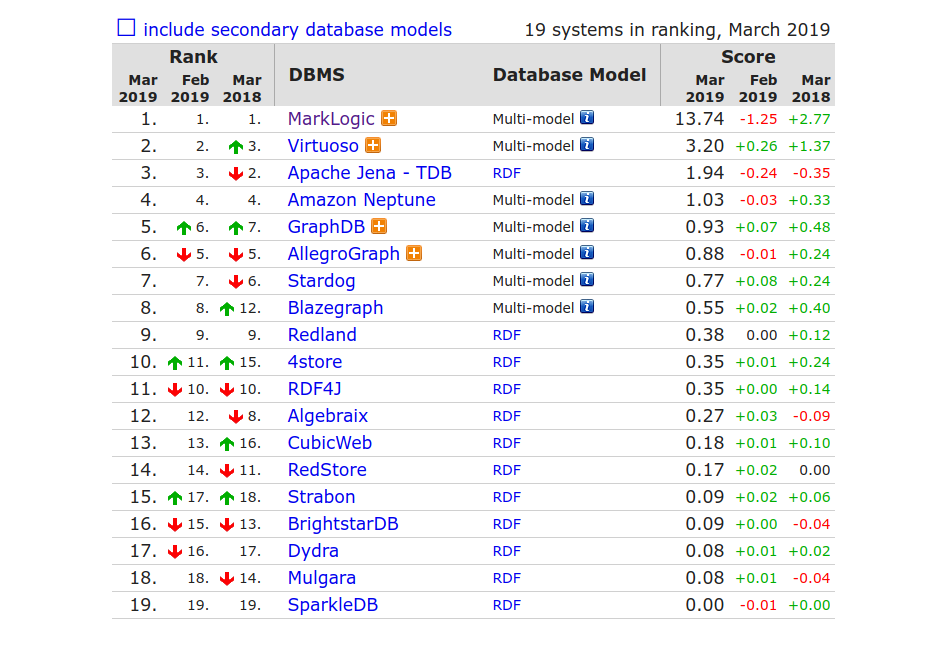 include secondary database models 19 systems in ranking, March 2019
Rank DBMS Database Model Score
Mar 2019 Feb 2019 Mar 2018 Mar 2019 Feb 2019 Mar 2018
1. 1. 1. MarkLogic Multi-model 13.74 -1.25 +2.77
2. 2. 3. Virtuoso Multi-model 3.20 +0.26 +1.37
3. 3. 2. Apache Jena - TDB RDF 1.94 -0.24 -0.35
4. 4. 4. Amazon Neptune Multi-model 1.03 -0.03 +0.33
5. 6. 7. GraphDB Multi-model 0.93 +0.07 +0.48
6. 5. 5. AllegroGraph Multi-model 0.88 -0.01 +0.24
7. 7. 6. Stardog Multi-model 0.77 +0.08 +0.24
8. 8. 12. Blazegraph Multi-model 0.55 +0.02 +0.40
9. 9. 9. Redland RDF 0.38 0.00 +0.12
10. 11. 15. 4store RDF 0.35 +0.01 +0.24
11. 10. 10. RDF4J RDF 0.35 +0.00 +0.14
12. 12. 8. Algebraix RDF 0.27 +0.03 -0.09
13. 13. 16. CubicWeb RDF 0.18 +0.01 +0.10
14. 14. 11. RedStore RDF 0.17 +0.02 0.00
15. 17. 18. Strabon RDF 0.09 +0.02 +0.06
16. 15. 13. BrightstarDB RDF 0.09 +0.00 -0.04
17. 16. 17. Dydra RDF 0.08 +0.01 +0.02
18. 18. 14. Mulgara RDF 0.08 +0.01 -0.04
19. 19. 19. SparkleDB RDF 0.00 -0.01 +0.00